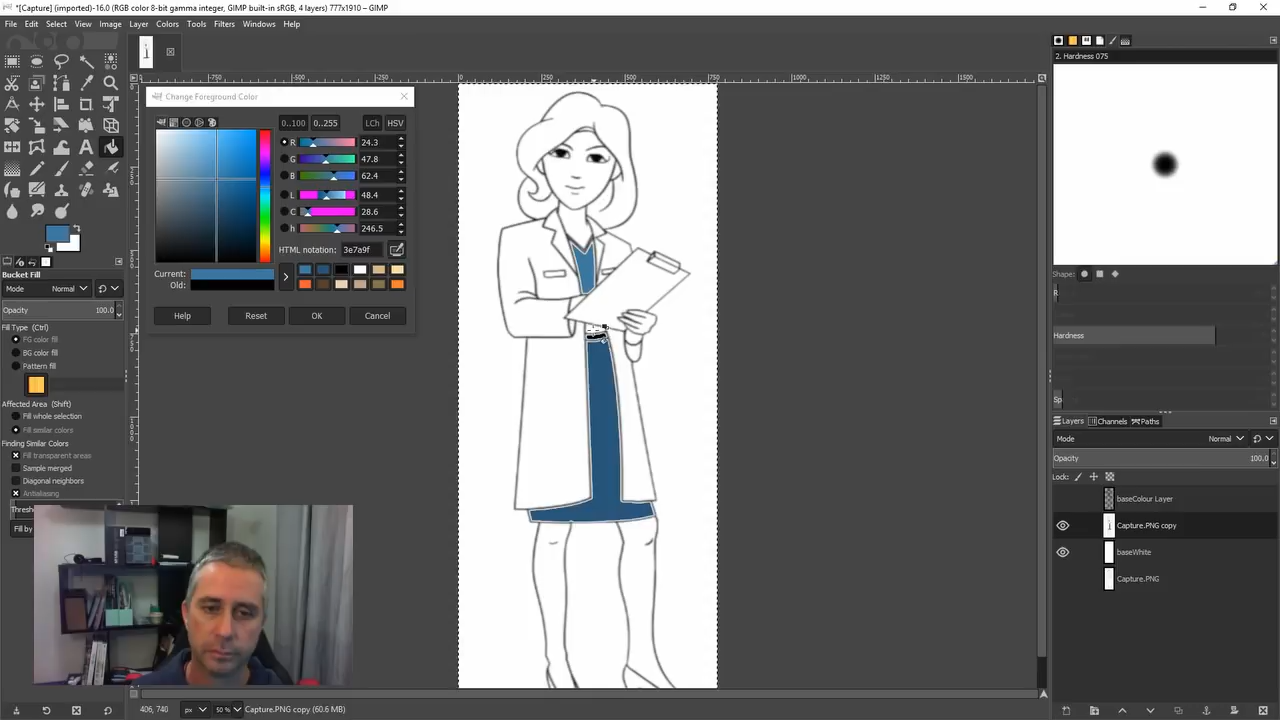 *[Capture] (imported)-16.0 (RGB color 8-bit gamma integer, GIMP built-in sRGB, 4 layers) 777x1910 – GIMP
File Edit Select View Image Layer Colors Tools Filters Windows Help
2. Hardness 075
Change Foreground Color
0..100 0..255 LCh HSV
R 24.3
G 47.8
B 62.4
L 48.4
C 28.6
h 246.5
HTML notation: 3e7a9f
Current:
Old:
Help Reset OK Cancel
Bucket Fill
Mode Normal
Opacity 100.0
Fill Type (Ctrl)
FG color fill
BG color fill
Pattern fill
Affected Area (Shift)
Fill whole selection
Fill similar colors
Finding Similar Colors
Fill transparent areas
Sample merged
Diagonal neighbors
Antialiasing
Thresh
Fill by
Shape:
R
Hardness
Sp
Layers Channels Paths
Mode Normal
Opacity 100.0
Lock:
baseColour Layer
Capture.PNG copy
baseWhite
Capture.PNG
406, 740 px 50 % Capture.PNG copy (60.6 MB)